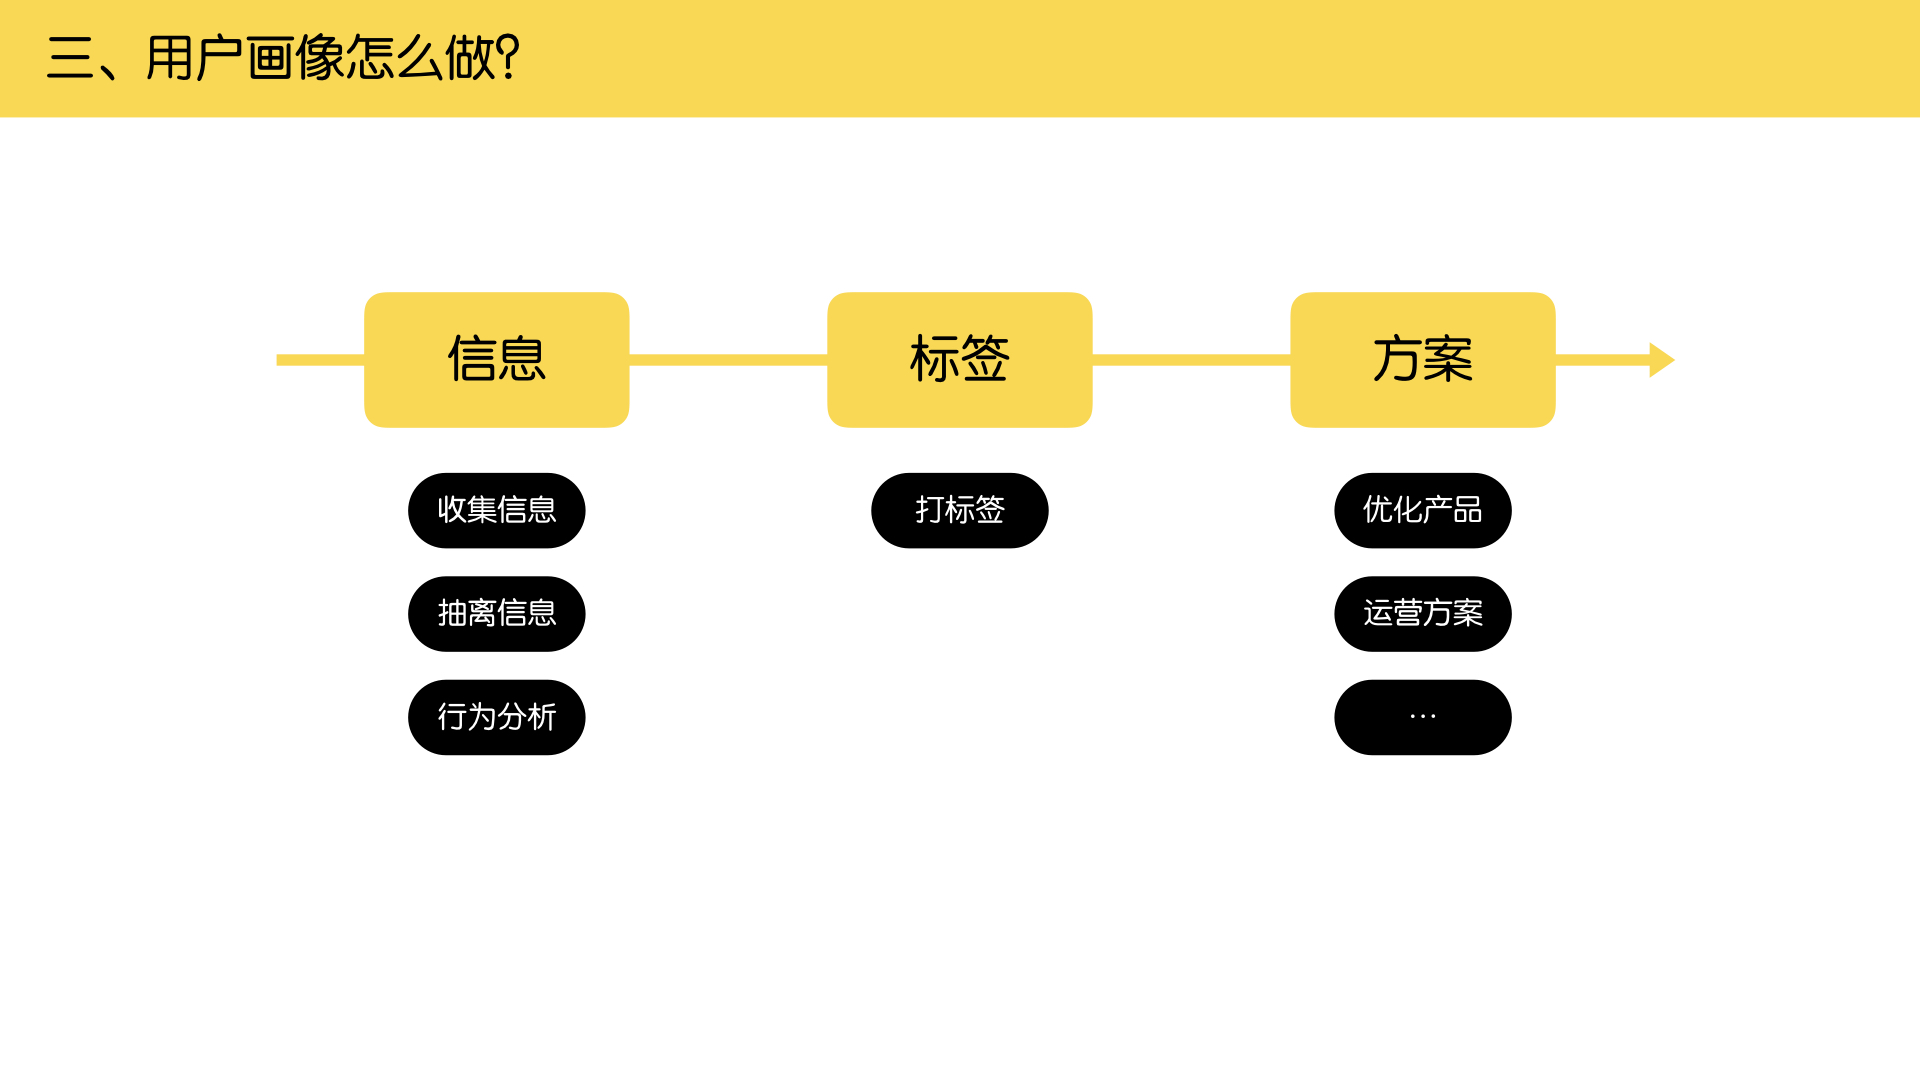 三、用户画像怎么做?
信息
标签
方案
收集信息
打标签
优化产品
抽离信息
运营方案
行为分析
…